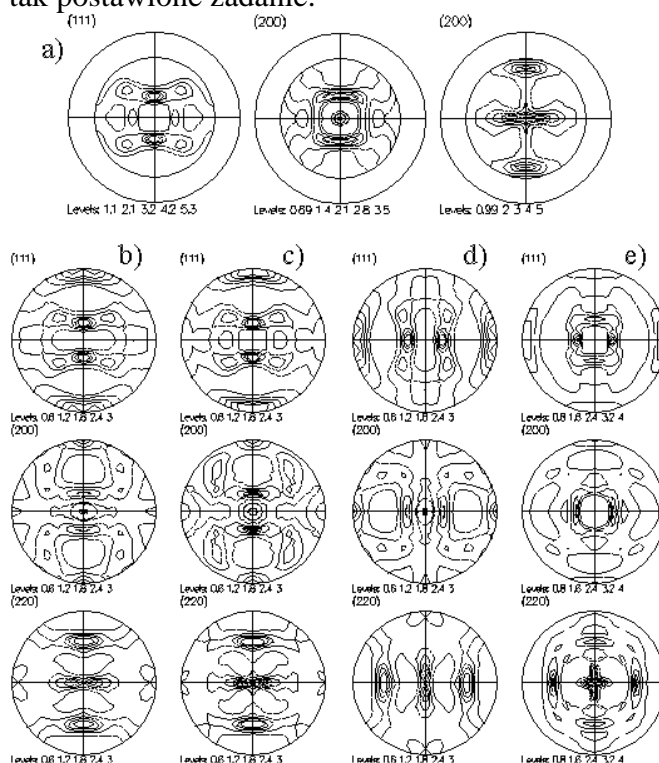 tak postawione zadanie.
(111) (200) (200)
a)
Levels: 1,1 2,1 3,2 4,2 5,3 Levels: 0,69 1,4 2,1 2,8 3,5 Levels: 0,99 2 3 4 5
b) c) d) e)
(111) (111) (111) (111)
Levels: 0,6 1,2 1,8 2,4 3 Levels: 0,6 1,2 1,8 2,4 3 Levels: 0,6 1,2 1,8 2,4 3 Levels: 0,8 1,6 2,4 3,2 4
(200) (200) (200) (200)
Levels: 0,6 1,2 1,8 2,4 3 Levels: 0,6 1,2 1,8 2,4 3 Levels: 0,6 1,2 1,8 2,4 3 Levels: 0,8 1,6 2,4 3,2 4
(220) (220) (220) (220)
Levels: 0,6 1,2 1,8 2,4 3 Levels: 0,6 1,2 1,8 2,4 3 Levels: 0,6 1,2 1,8 2,4 3 Levels: 0,8 1,6 2,4 3,2 4